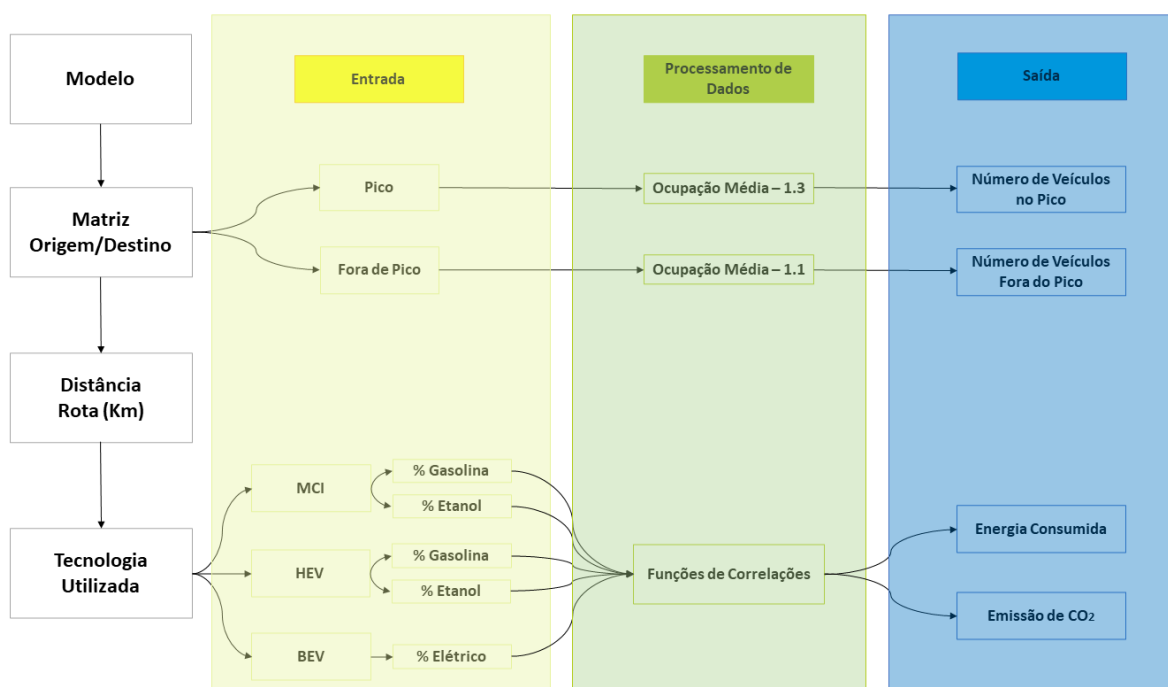 Modelo
Entrada
Processamento de
Dados
Saída
Matriz
Origem/Destino
Pico
Ocupação Média – 1.3
Número de Veículos
no Pico
Fora de Pico
Ocupação Média – 1.1
Número de Veículos
Fora do Pico
Distância
Rota (Km)
Tecnologia
Utilizada
MCI
% Gasolina
% Etanol
HEV
% Gasolina
% Etanol
BEV
% Elétrico
Funções de Correlações
Energia Consumida
Emissão de CO₂